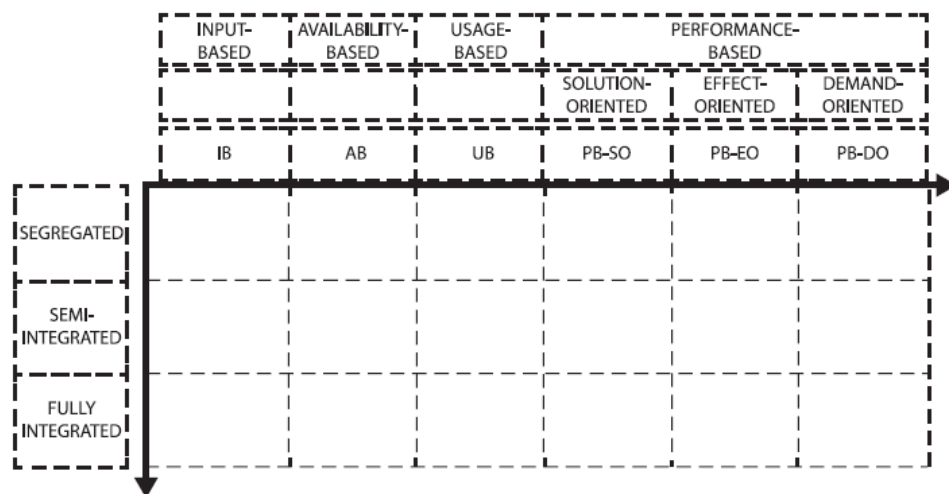 INPUT-
BASED
AVAILABILITY-
BASED
USAGE-
BASED
PERFORMANCE-
BASED
SOLUTION-
ORIENTED
EFFECT-
ORIENTED
DEMAND-
ORIENTED
IB
AB
UB
PB-SO
PB-EO
PB-DO
SEGREGATED
SEMI-
INTEGRATED
FULLY
INTEGRATED